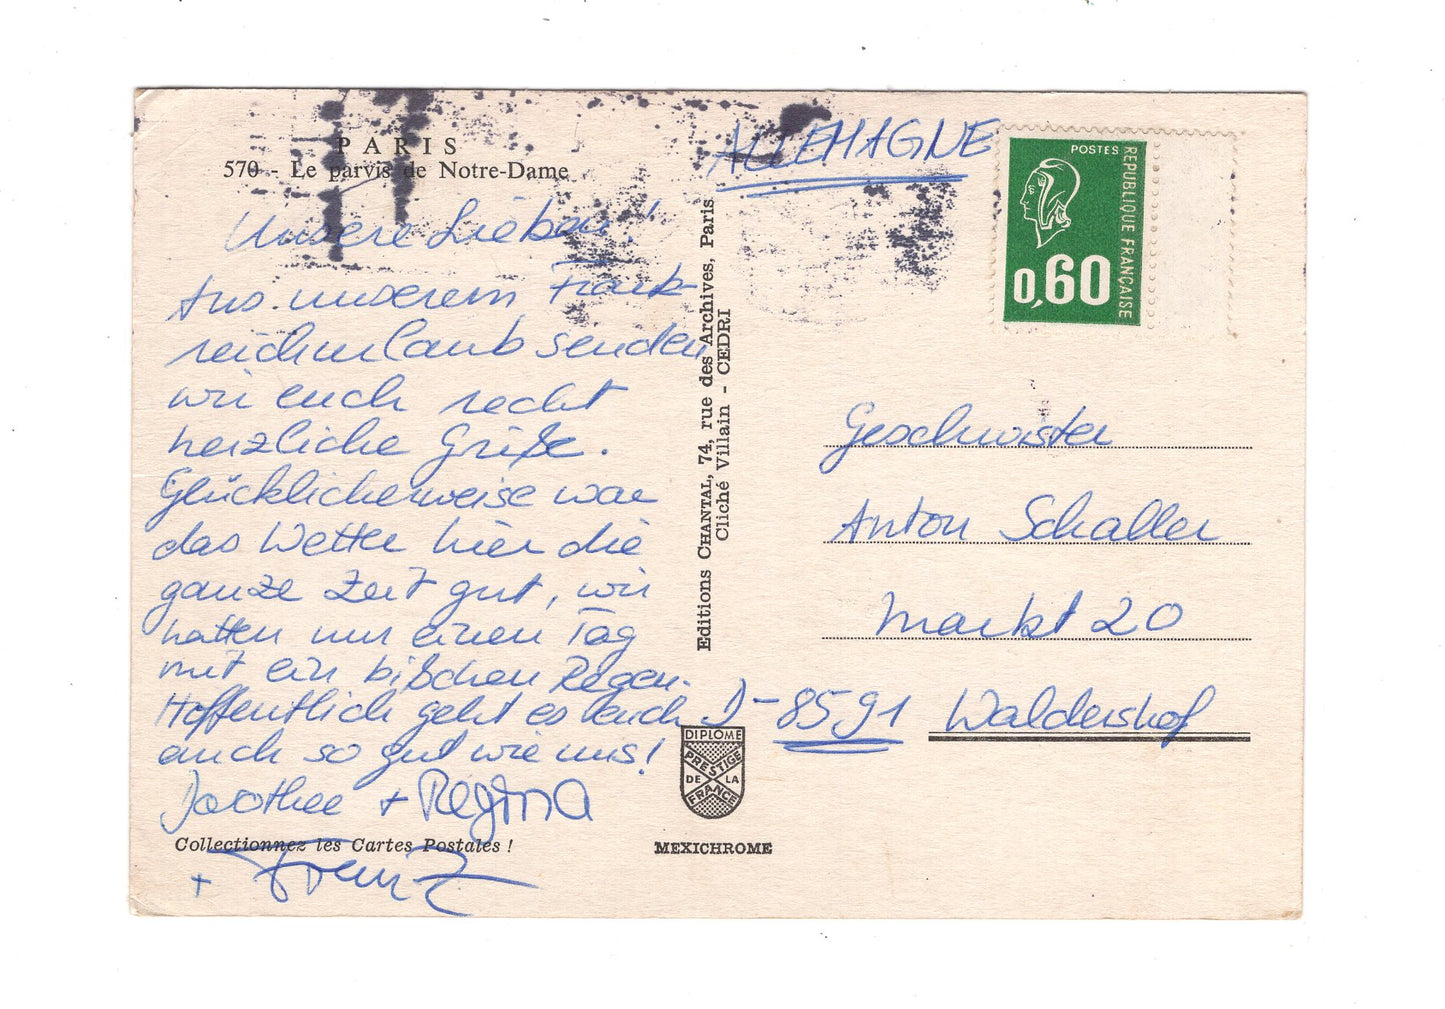 PARIS
570 - Le parvis de Notre-Dame
Unsere Lieben!
Aus unserem Frank-
reichurlaub senden
wir euch recht
herzliche Grüße.
Glücklicherweise war
das Wetter hier die
ganze Zeit gut, wir
hatten nur einen Tag
mit ein bißchen Regen.
Hoffentlich geht es euch
auch so gut wie uns!
Dorothee + Regina
+ Franz
Collectionnez les Cartes Postales !
Editions CHANTAL, 74, rue des Archives, Paris
Cliché Villain - CEDRI
DIPLOME
PRESTIGE
DE LA
FRANCE
MEXICHROME
ALLEMAGNE
POSTES
REPUBLIQUE FRANÇAISE
0,60
Geschwister
Anton Schaller
Markt 20
D-8591 Waldershof